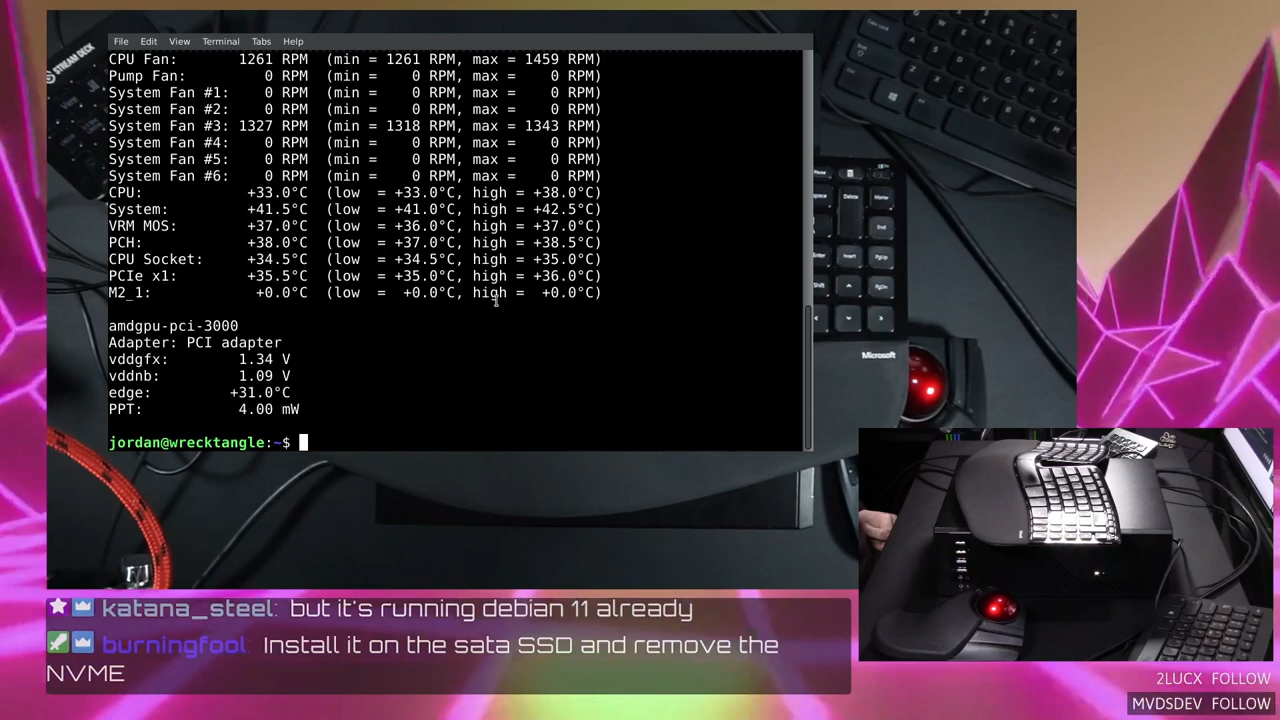 File Edit View Terminal Tabs Help
CPU Fan: 1261 RPM (min = 1261 RPM, max = 1459 RPM)
Pump Fan: 0 RPM (min = 0 RPM, max = 0 RPM)
System Fan #1: 0 RPM (min = 0 RPM, max = 0 RPM)
System Fan #2: 0 RPM (min = 0 RPM, max = 0 RPM)
System Fan #3: 1327 RPM (min = 1318 RPM, max = 1343 RPM)
System Fan #4: 0 RPM (min = 0 RPM, max = 0 RPM)
System Fan #5: 0 RPM (min = 0 RPM, max = 0 RPM)
System Fan #6: 0 RPM (min = 0 RPM, max = 0 RPM)
CPU: +33.0°C (low = +33.0°C, high = +38.0°C)
System: +41.5°C (low = +41.0°C, high = +42.5°C)
VRM MOS: +37.0°C (low = +36.0°C, high = +37.0°C)
PCH: +38.0°C (low = +37.0°C, high = +38.5°C)
CPU Socket: +34.5°C (low = +34.5°C, high = +35.0°C)
PCIe x1: +35.5°C (low = +35.0°C, high = +36.0°C)
M2_1: +0.0°C (low = +0.0°C, high = +0.0°C)
amdgpu-pci-3000
Adapter: PCI adapter
vddgfx: 1.34 V
vddnb: 1.09 V
edge: +31.0°C
PPT: 4.00 mW
jordan@wrecktangle:~$
STREAM DECK
Delete
Home
End
Insert
PgUp
Shift
PgDn
Microsoft
katana_steel: but it's running debian 11 already
burningfool: Install it on the sata SSD and remove the
NVME
2LUCX FOLLOW
MVDSDEV FOLLOW